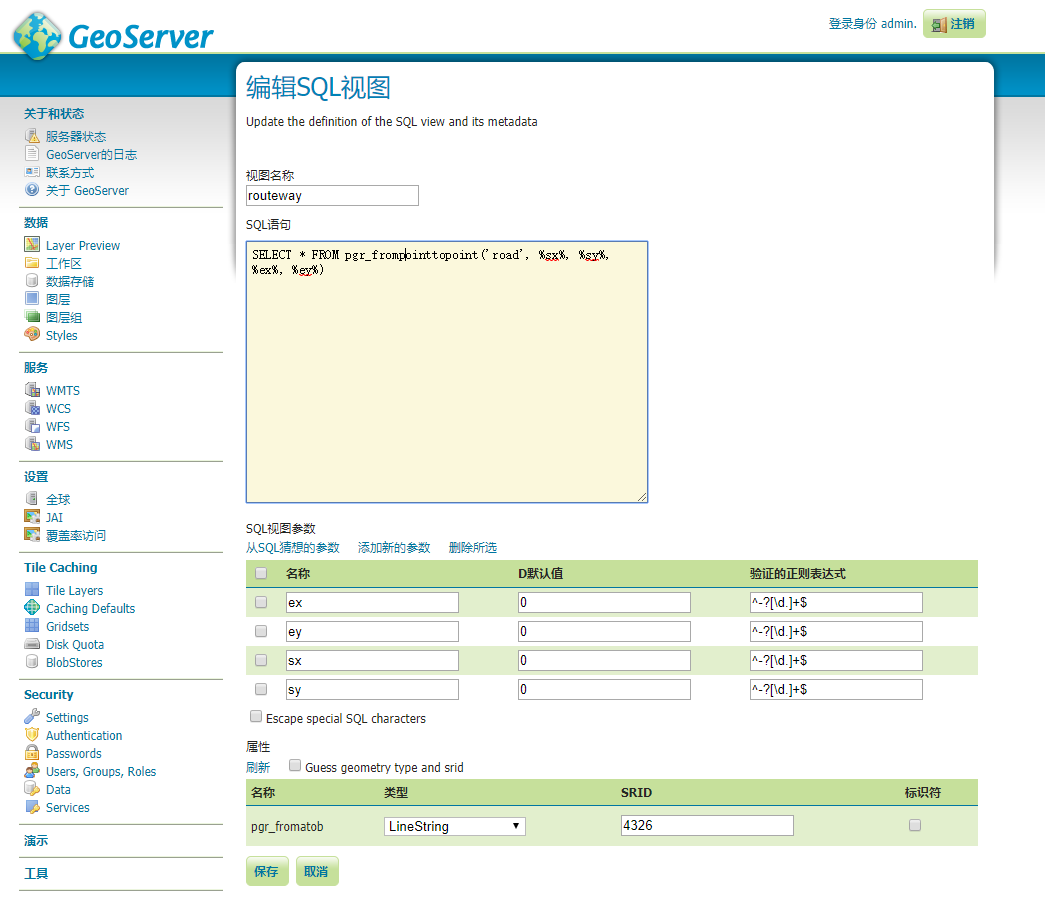 GeoServer
登录身份 admin.
注销
关于和状态
服务器状态
GeoServer的日志
联系方式
关于 GeoServer
数据
Layer Preview
工作区
数据存储
图层
图层组
Styles
服务
WMTS
WCS
WFS
WMS
设置
全球
JAI
覆盖率访问
Tile Caching
Tile Layers
Caching Defaults
Gridsets
Disk Quota
BlobStores
Security
Settings
Authentication
Passwords
Users, Groups, Roles
Data
Services
演示
工具
编辑SQL视图
Update the definition of the SQL view and its metadata
视图名称
routeway
SQL语句
SELECT * FROM pgr_frompointtopoint('road', %sx%, %sy%,
%ex%, %ey%)
SQL视图参数
从SQL猜想的参数 添加新的参数 删除所选
名称 D默认值 验证的正则表达式
ex 0 ^-?[\d.]+$
ey 0 ^-?[\d.]+$
sx 0 ^-?[\d.]+$
sy 0 ^-?[\d.]+$
Escape special SQL characters
属性
刷新 Guess geometry type and srid
名称 类型 SRID 标识符
pgr_fromatob LineString 4326
保存 取消